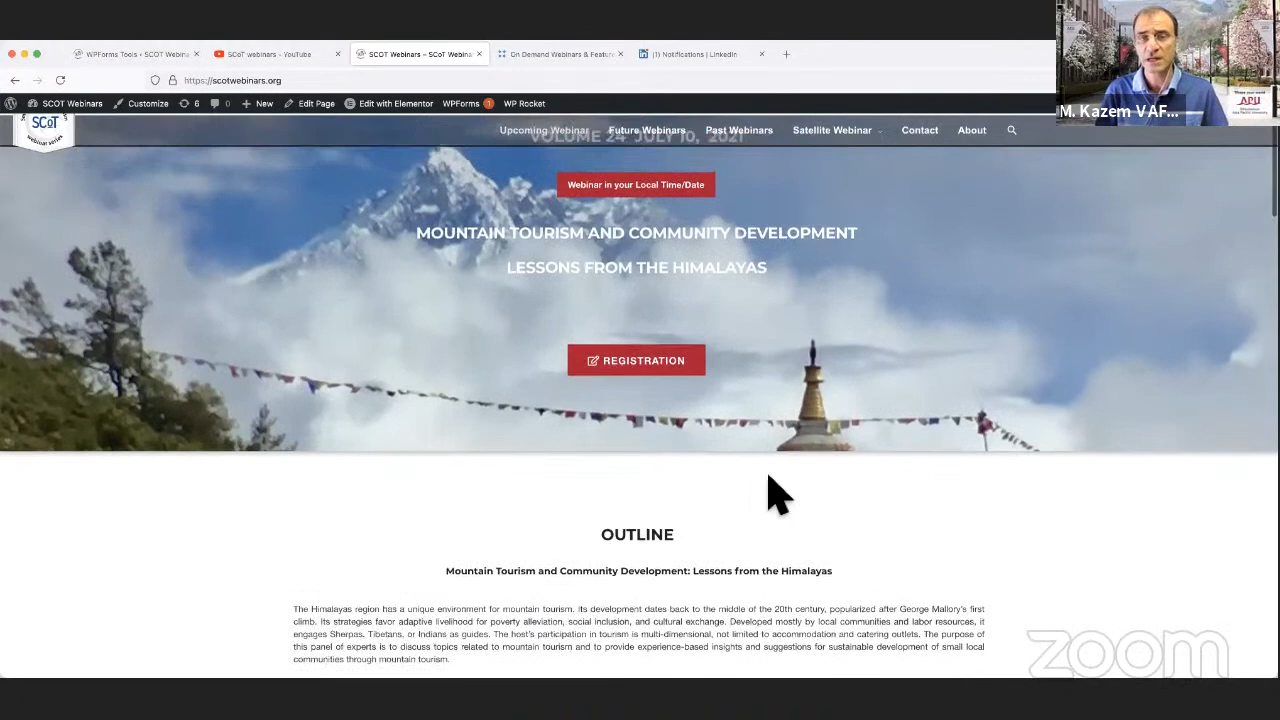 WPForms Tools ‹ SCOT Webina
SCoT webinars - YouTube
SCOT Webinars – SCoT Webinar
On Demand Webinars & Feature
(1) Notifications | LinkedIn
https://scotwebinars.org
SCOT Webinars
Customize
6
0
New
Edit Page
Edit with Elementor
WPForms 1
WP Rocket
M. Kazem V AF...
APU
SCoT
webinar series
Upcoming Webinar
Future Webinars
Past Webinars
Satellite Webinar
Contact
About
VOLUME 24 JULY 10, 2021
Webinar in your Local Time/Date
MOUNTAIN TOURISM AND COMMUNITY DEVELOPMENT
LESSONS FROM THE HIMALAYAS
REGISTRATION
OUTLINE
Mountain Tourism and Community Development: Lessons from the Himalayas
The Himalayas region has a unique environment for mountain tourism. Its development dates back to the middle of the 20th century, popularized after George Mallory's first
climb. Its strategies favor adaptive livelihood for poverty alleviation, social inclusion, and cultural exchange. Developed mostly by local communities and labor resources, it
engages Sherpas, Tibetans, or Indians as guides. The host's participation in tourism is multi-dimensional, not limited to accommodation and catering outlets. The purpose of
this panel of experts is to discuss topics related to mountain tourism and to provide experience-based insights and suggestions for sustainable development of small local
communities through mountain tourism.
zoom